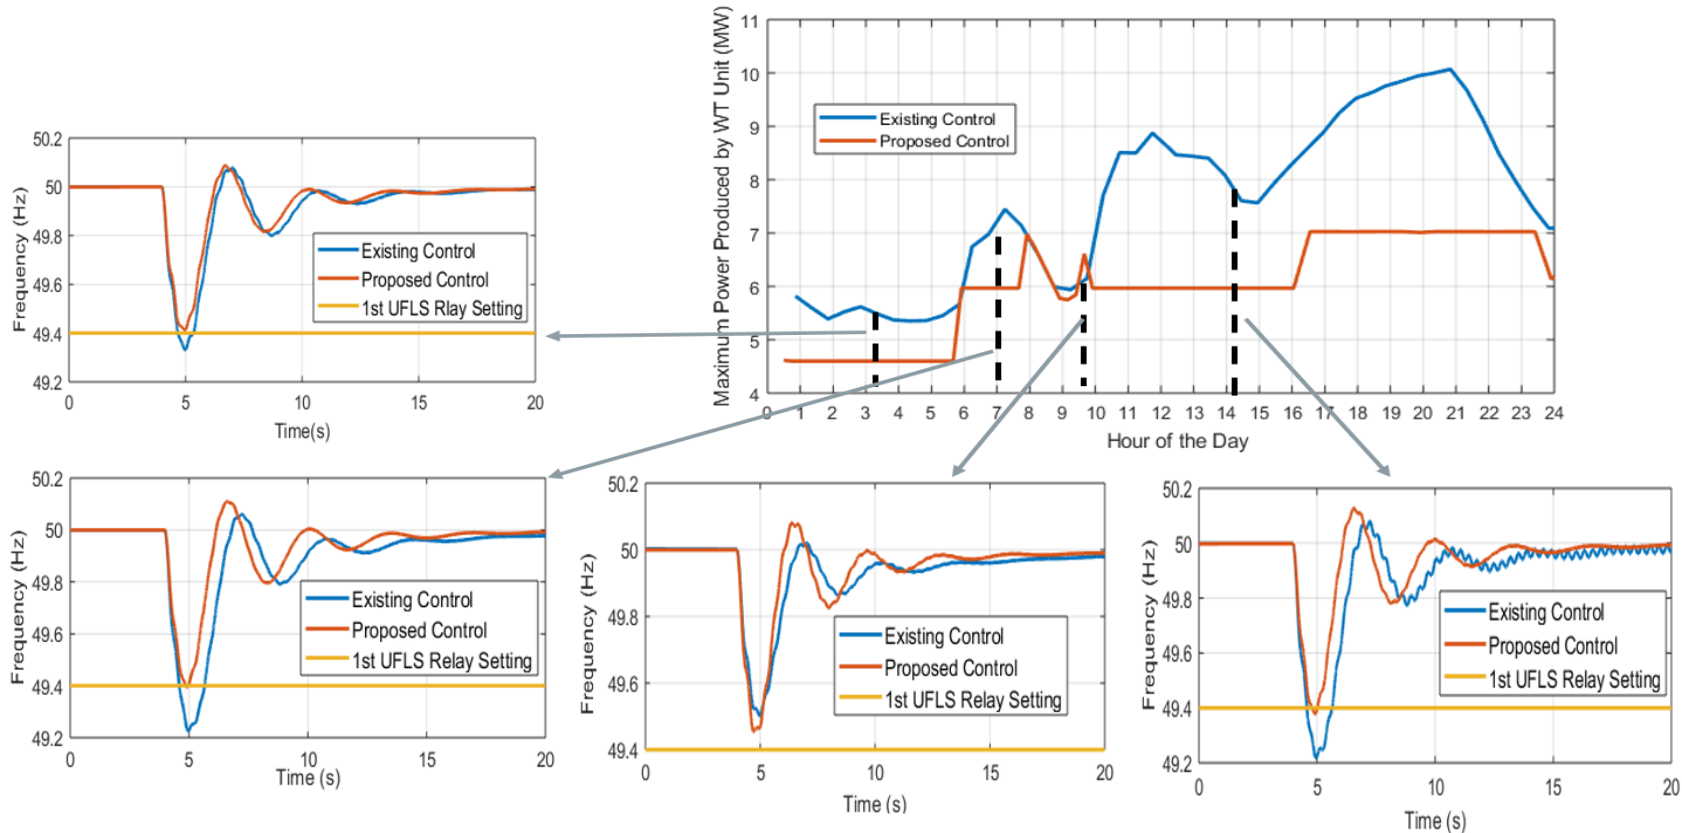 11
10
9
8
7
6
5
4
Maximum Power Produced by WT Unit (MW)
Existing Control
Proposed Control
0 1 2 3 4 5 6 7 8 9 10 11 12 13 14 15 16 17 18 19 20 21 22 23 24
Hour of the Day
50.2
50
49.8
49.6
49.4
49.2
Frequency (Hz)
Existing Control
Proposed Control
1st UFLS Rlay Setting
0 5 10 15 20
Time(s)
50.2
50
49.8
49.6
49.4
49.2
Frequency (Hz)
Existing Control
Proposed Control
1st UFLS Relay Setting
0 5 10 15 20
Time (s)
50.2
50
49.8
49.6
49.4
Frequency (Hz)
Existing Control
Proposed Control
1st UFLS Relay Setting
0 5 10 15 20
Time (s)
50.2
50
49.8
49.6
49.4
49.2
Frequency (Hz)
Existing Control
Proposed Control
1st UFLS Relay Setting
0 5 10 15 20
Time (s)